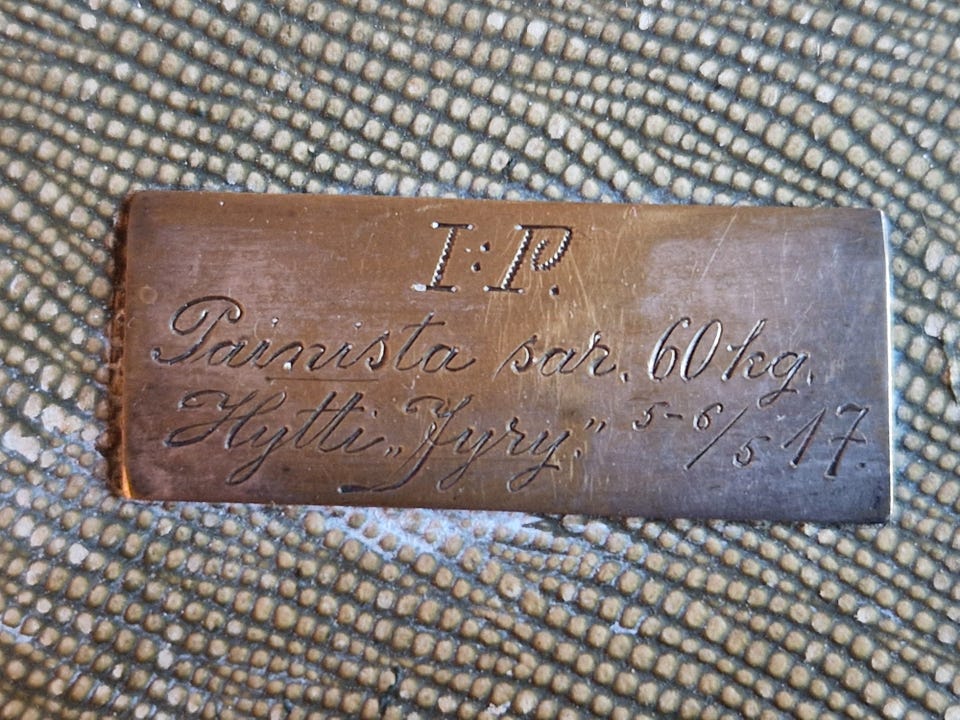 I:P.
Painista sar. 60 kg.
Hytti „Jyry." 5-6/5 17.